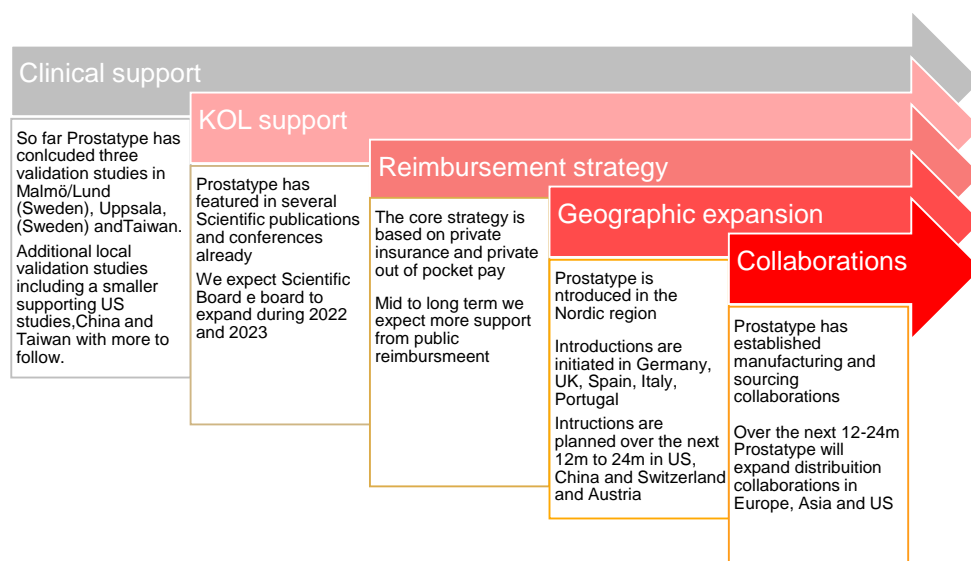 Clinical support
So far Prostatype has
conlcuded three
validation studies in
Malmö/Lund
(Sweden), Uppsala,
(Sweden) andTaiwan.
Additional local
validation studies
including a smaller
supporting US
studies,China and
Taiwan with more to
follow.
KOL support
Prostatype has
featured in several
Scientific publications
and conferences
already
We expect Scientific
Board e board to
expand during 2022
and 2023
Reimbursement strategy
The core strategy is
based on private
insurance and private
out of pocket pay
Mid to long term we
expect more support
from public
reimbursmeent
Geographic expansion
Prostatype is
ntroduced in the
Nordic region
Introductions are
initiated in Germany,
UK, Spain, Italy,
Portugal
Intructions are
planned over the next
12m to 24m in US,
China and Switzerland
and Austria
Collaborations
Prostatype has
established
manufacturing and
sourcing
collaborations
Over the next 12-24m
Prostatype will
expand distribuition
collaborations in
Europe, Asia and US